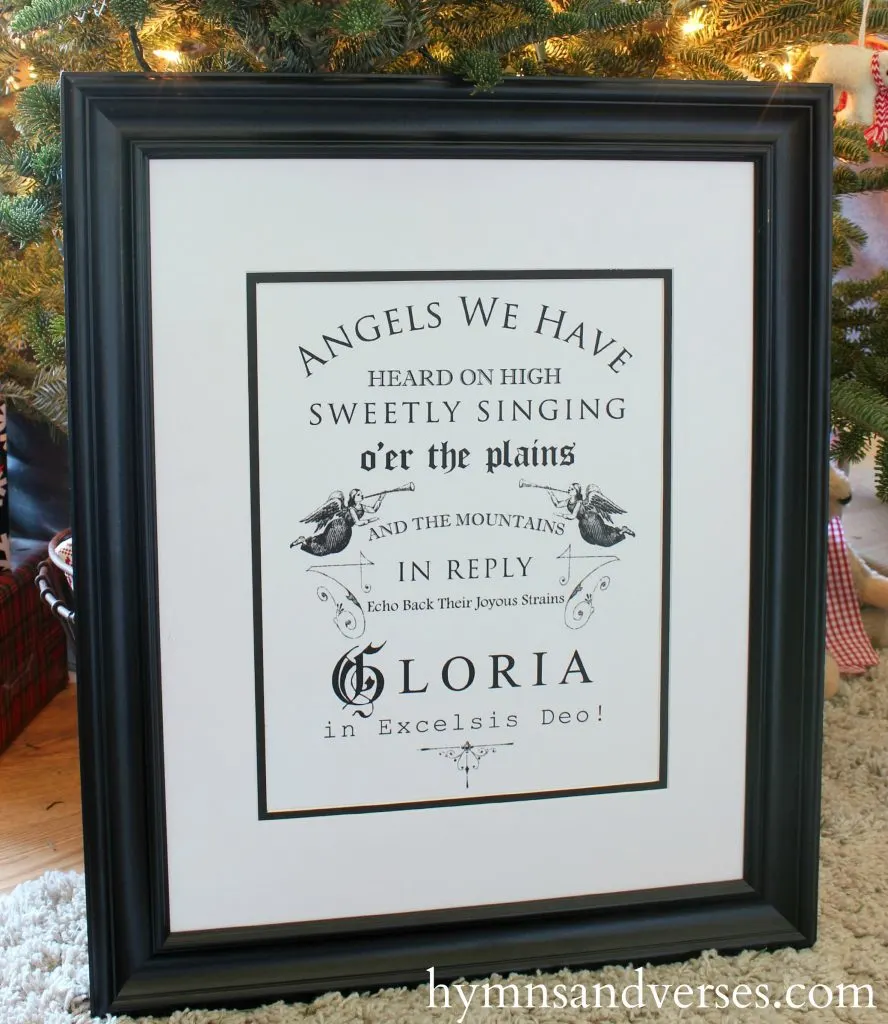 Angels We Have
HEARD ON HIGH
SWEETLY SINGING
o'er the plains
AND THE MOUNTAINS
IN REPLY
Echo Back Their Joyous Strains
GLORIA
in Excelsis Deo!
hymnsandverses.com